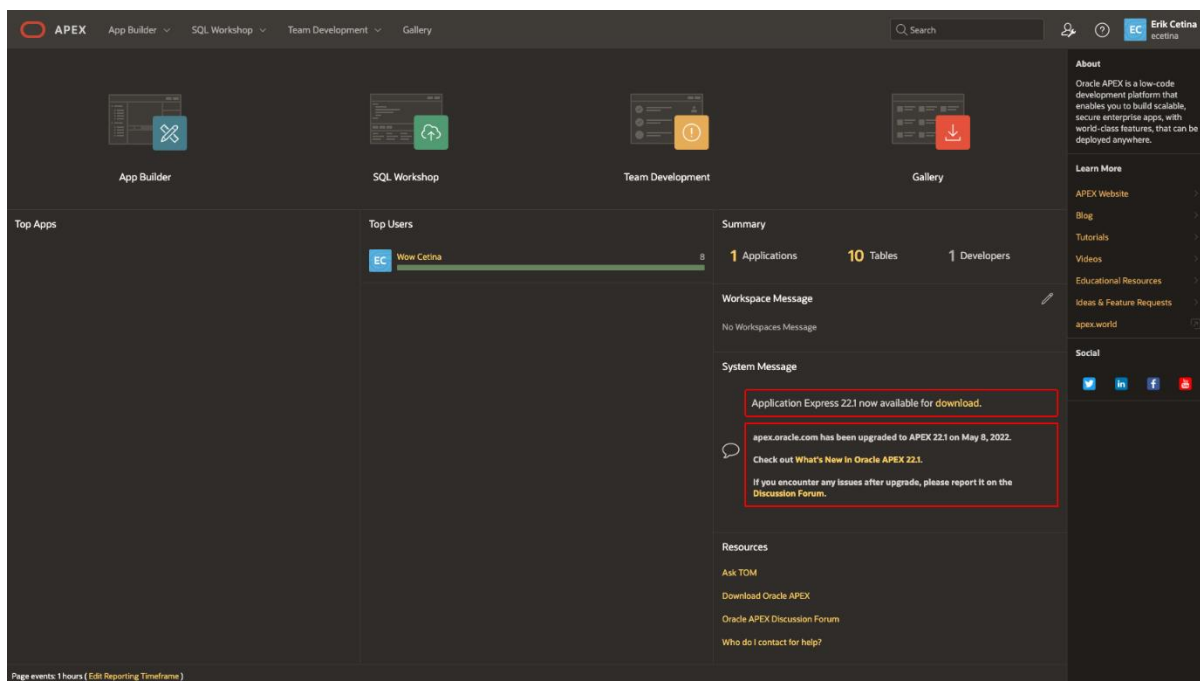 APEX
App Builder
SQL Workshop
Team Development
Gallery
Search
EC
Erik Cetina
ecetina
App Builder
SQL Workshop
Team Development
Gallery
Top Apps
Top Users
EC
Wow Cetina
8
Summary
1 Applications
10 Tables
1 Developers
Workspace Message
No Workspaces Message
System Message
Application Express 22.1 now available for download.
apex.oracle.com has been upgraded to APEX 22.1 on May 8, 2022.
Check out What's New in Oracle APEX 22.1.
If you encounter any issues after upgrade, please report it on the
Discussion Forum.
Resources
Ask TOM
Download Oracle APEX
Oracle APEX Discussion Forum
Who do I contact for help?
About
Oracle APEX is a low-code
development platform that
enables you to build scalable,
secure enterprise apps, with
world-class features, that can be
deployed anywhere.
Learn More
APEX Website
Blog
Tutorials
Videos
Educational Resources
Ideas & Feature Requests
apex.world
Social
Page events: 1 hours ( Edit Reporting Timeframe )